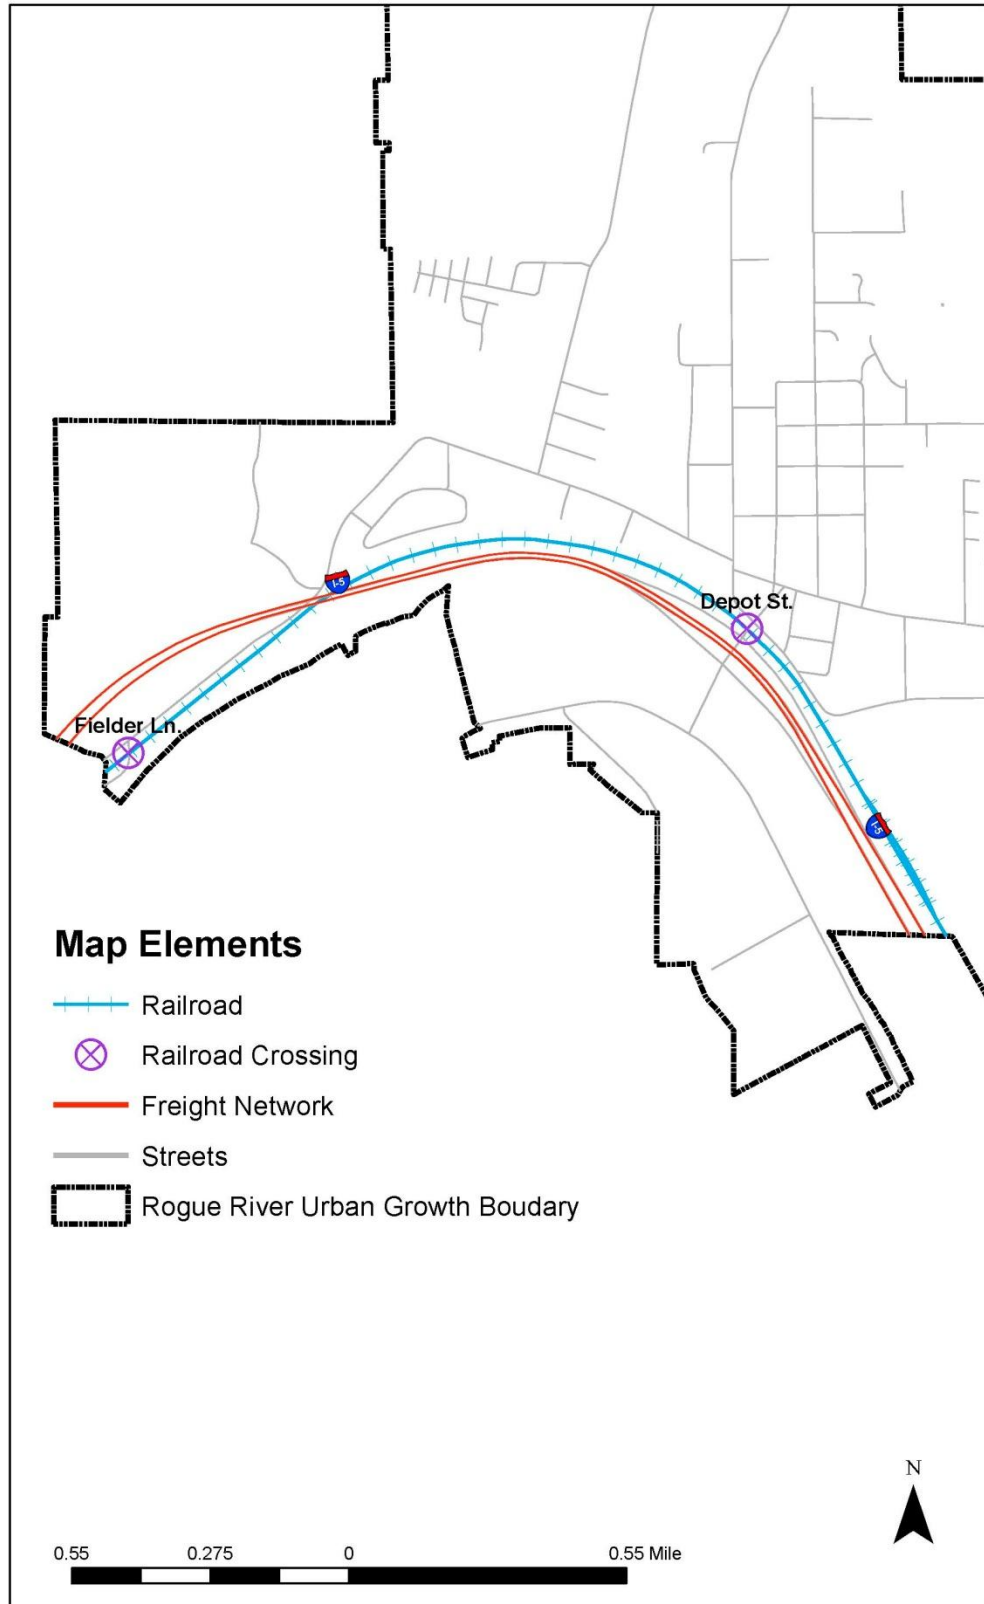 I-5
Depot St.
Fielder Ln.
I-5
Map Elements
Railroad
Railroad Crossing
Freight Network
Streets
Rogue River Urban Growth Boudary
N
0.55 0.275 0 0.55 Mile